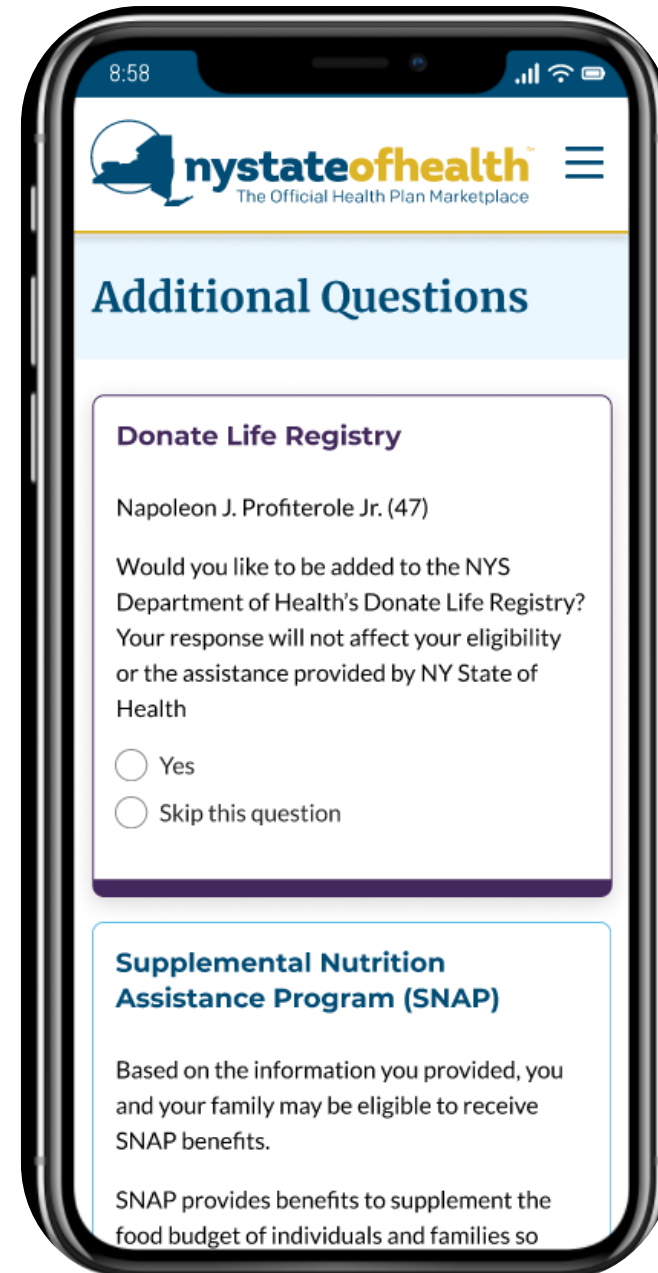 8:58
nystateofhealth™
The Official Health Plan Marketplace
Additional Questions
Donate Life Registry
Napoleon J. Profiterole Jr. (47)
Would you like to be added to the NYS
Department of Health’s Donate Life Registry?
Your response will not affect your eligibility
or the assistance provided by NY State of
Health
Yes
Skip this question
Supplemental Nutrition
Assistance Program (SNAP)
Based on the information you provided, you
and your family may be eligible to receive
SNAP benefits.
SNAP provides benefits to supplement the
food budget of individuals and families so